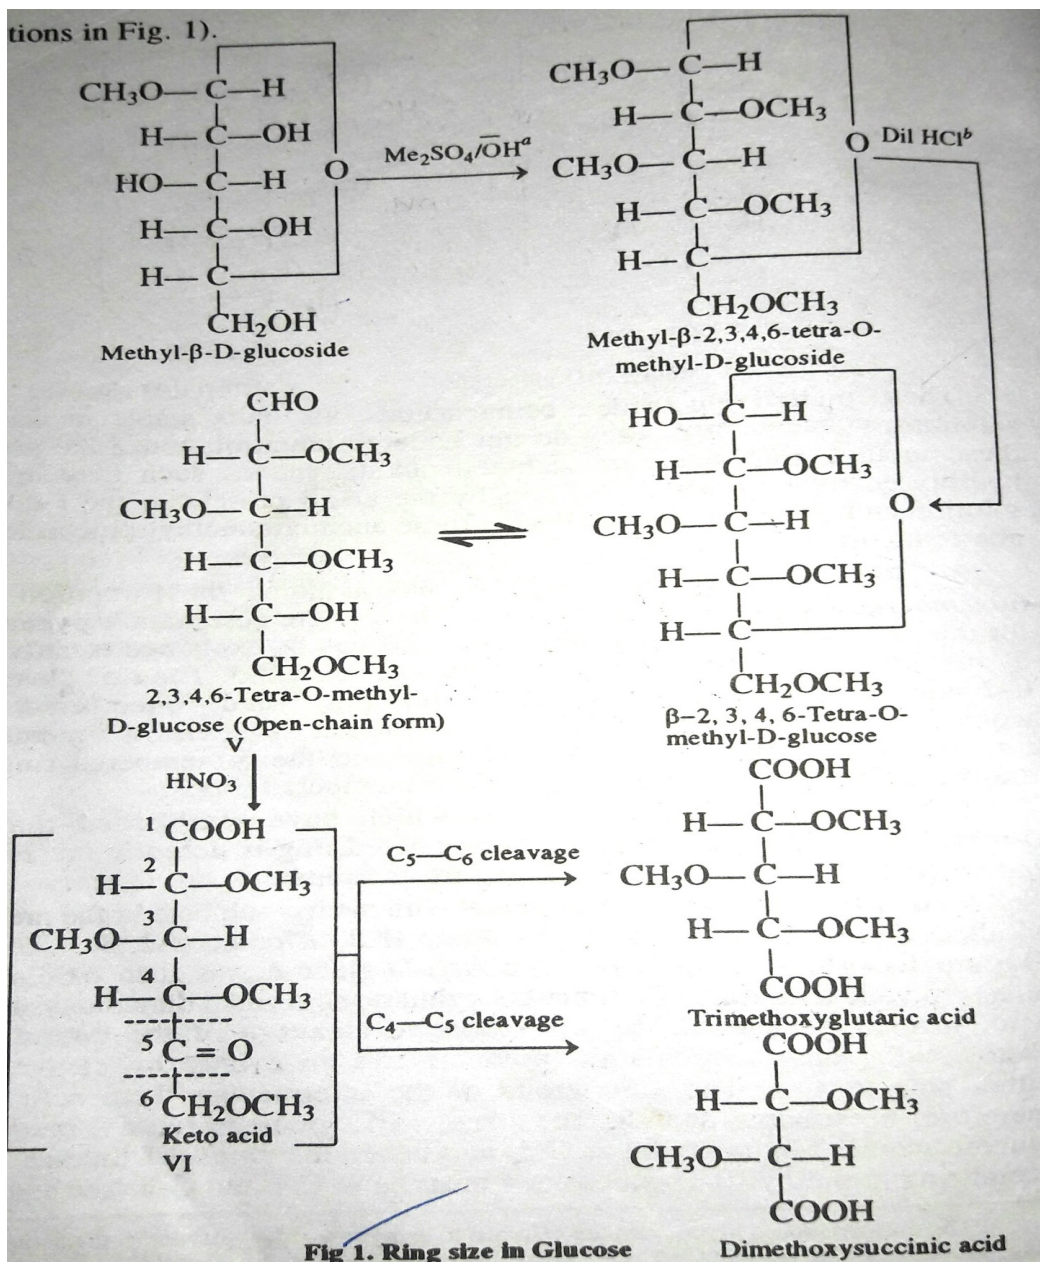 tions in Fig. 1).
CH₃O—C—H
H—C—OH
HO—C—H
H—C—OH
H—C
CH₂OH
O
Methyl-β-D-glucoside
Me₂SO₄/O̅Hᵃ
CH₃O—C—H
H—C—OCH₃
CH₃O—C—H
H—C—OCH₃
H—C
CH₂OCH₃
O
Dil HClᵇ
Methyl-β-2,3,4,6-tetra-O-
methyl-D-glucoside
CHO
H—C—OCH₃
CH₃O—C—H
H—C—OCH₃
H—C—OH
CH₂OCH₃
2,3,4,6-Tetra-O-methyl-
D-glucose (Open-chain form)
V
HO—C—H
H—C—OCH₃
CH₃O—C—H
H—C—OCH₃
H—C
CH₂OCH₃
O
β-2, 3, 4, 6-Tetra-O-
methyl-D-glucose
HNO₃
1 COOH
2 H—C—OCH₃
3 CH₃O—C—H
4 H—C—OCH₃
5 C=O
6 CH₂OCH₃
Keto acid
VI
C₅—C₆ cleavage
COOH
H—C—OCH₃
CH₃O—C—H
H—C—OCH₃
COOH
Trimethoxyglutaric acid
C₄—C₅ cleavage
COOH
H—C—OCH₃
CH₃O—C—H
COOH
Dimethoxysuccinic acid
Fig 1. Ring size in Glucose